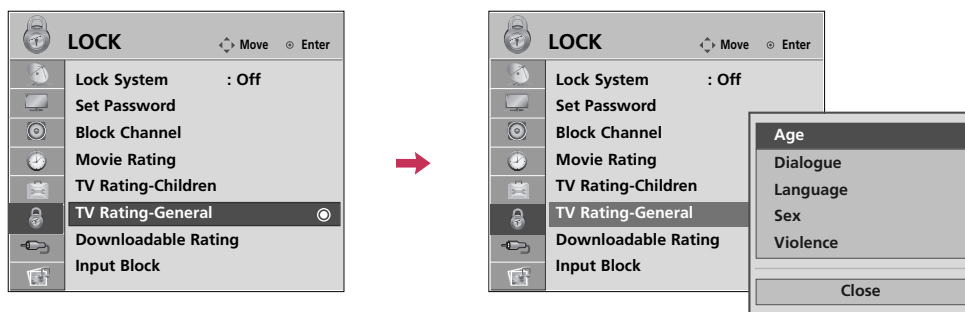 LOCK Move Enter
Lock System : Off
Set Password
Block Channel
Movie Rating
TV Rating-Children
TV Rating-General
Downloadable Rating
Input Block
LOCK Move Enter
Lock System : Off
Set Password
Block Channel
Movie Rating
TV Rating-Children
TV Rating-General
Downloadable Rating
Input Block
Age
Dialogue
Language
Sex
Violence
Close